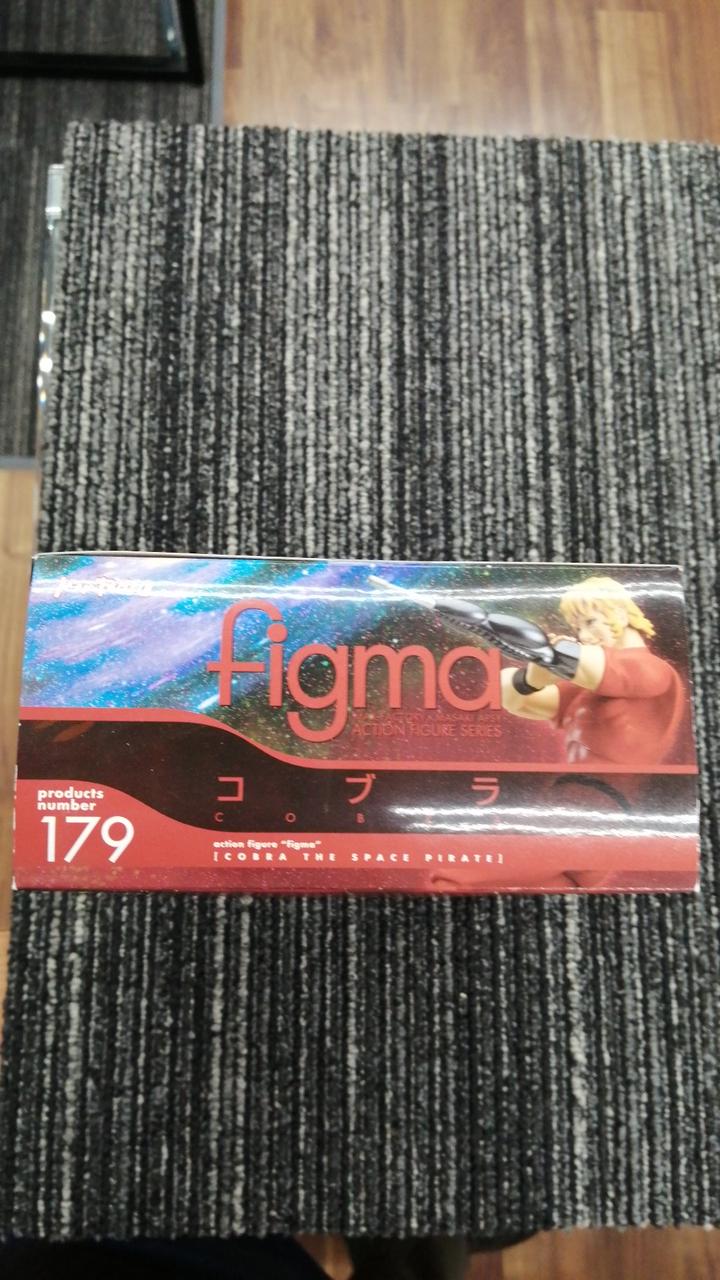 figma
ACTION FIGURE SERIES
コブラ
products
number
179
action figure "figma"
[COBRA THE SPACE PIRATE]